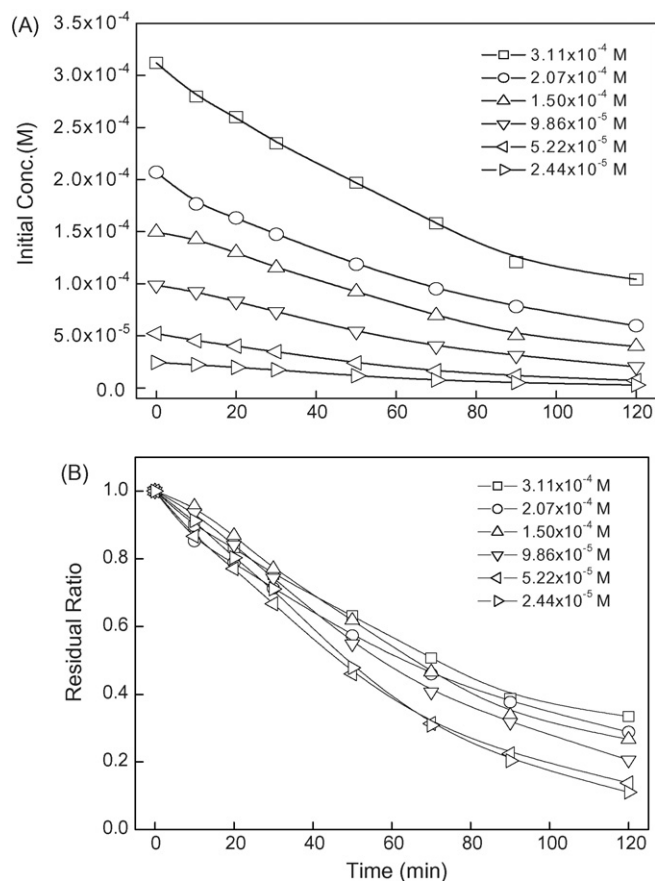 (A)
Initial Conc.(M)
3.5x10⁻⁴
3.0x10⁻⁴
2.5x10⁻⁴
2.0x10⁻⁴
1.5x10⁻⁴
1.0x10⁻⁴
5.0x10⁻⁵
0.0
3.11x10⁻⁴ M
2.07x10⁻⁴ M
1.50x10⁻⁴ M
9.86x10⁻⁵ M
5.22x10⁻⁵ M
2.44x10⁻⁵ M
0 20 40 60 80 100 120
(B)
Residual Ratio
1.0
0.8
0.6
0.4
0.2
0.0
3.11x10⁻⁴ M
2.07x10⁻⁴ M
1.50x10⁻⁴ M
9.86x10⁻⁵ M
5.22x10⁻⁵ M
2.44x10⁻⁵ M
0 20 40 60 80 100 120
Time (min)